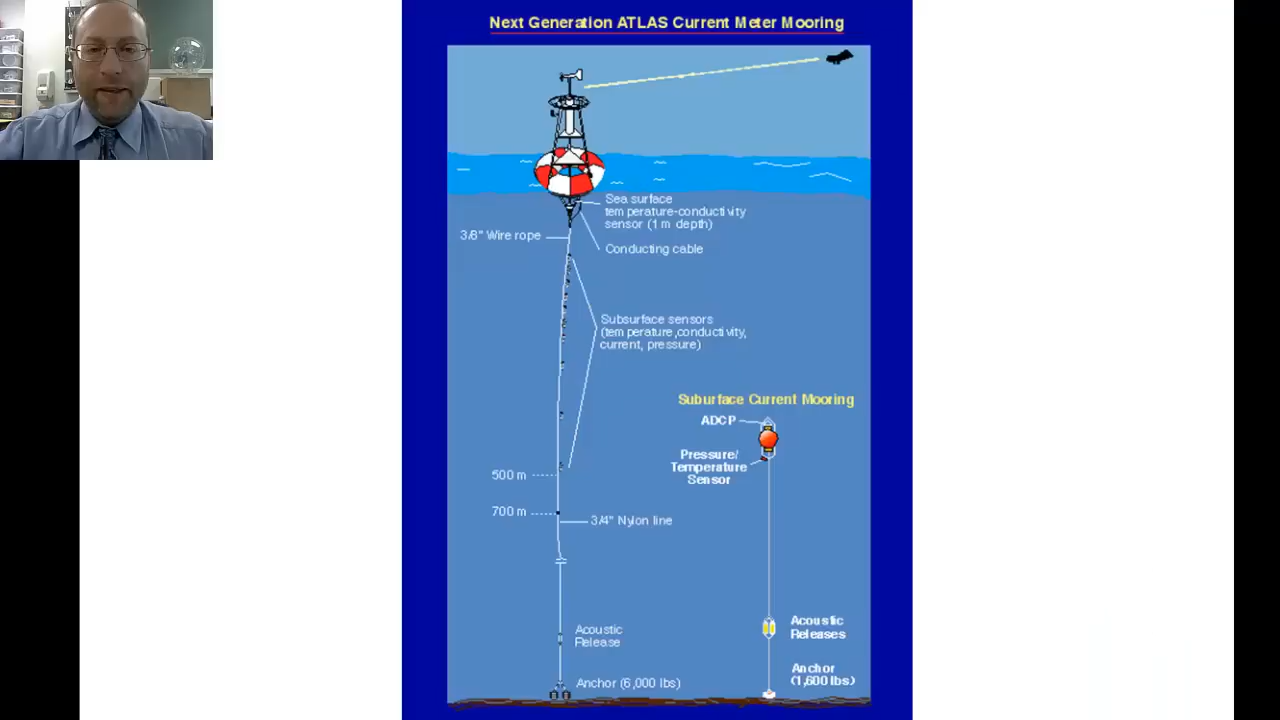 Next Generation ATLAS Current Meter Mooring
Sea surface
temperature-conductivity
sensor (1 m depth)
3/8" Wire rope
Conducting cable
Subsurface sensors
(temperature,conductivity,
current, pressure)
Suburface Current Mooring
ADCP
Pressure/
Temperature
Sensor
500 m
700 m
3/4" Nylon line
Acoustic
Release
Acoustic
Releases
Anchor (6,000 lbs)
Anchor
(1,600 lbs)